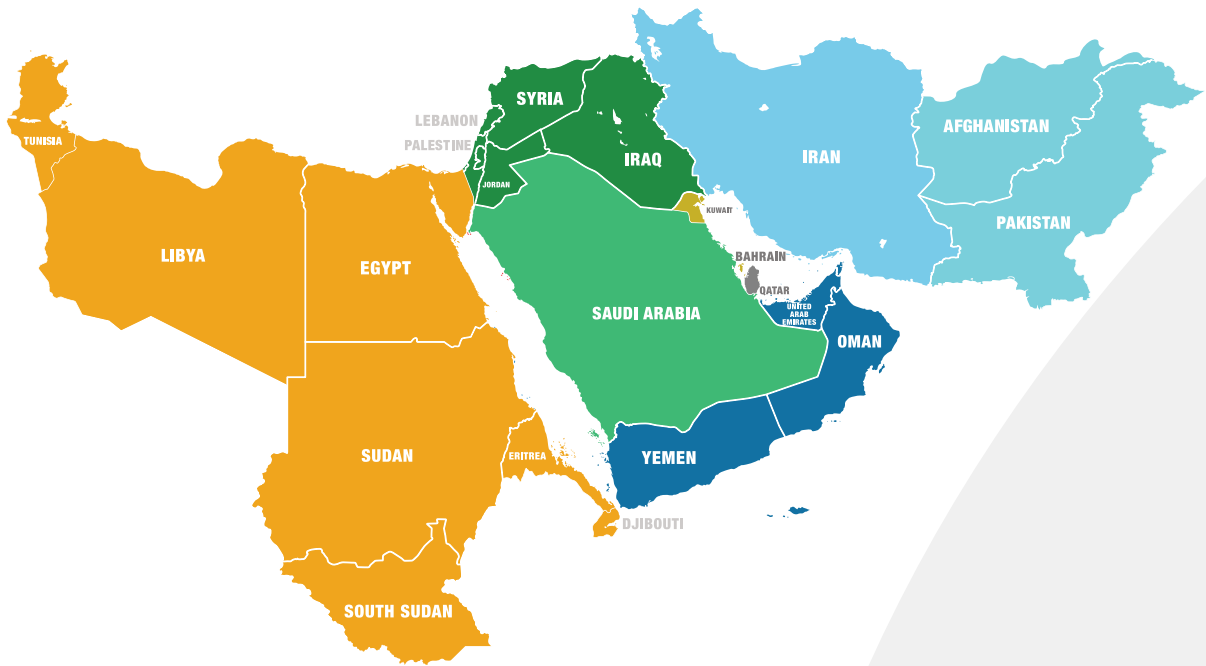 SYRIA
LEBANON
AFGHANISTAN
TUNISIA
PALESTINE
IRAQ
IRAN
JORDAN
KUWAIT
PAKISTAN
LIBYA
BAHRAIN
EGYPT
QATAR
SAUDI ARABIA
UNITED
ARAB
EMIRATES
OMAN
SUDAN
ERITREA
YEMEN
DJIBOUTI
SOUTH SUDAN